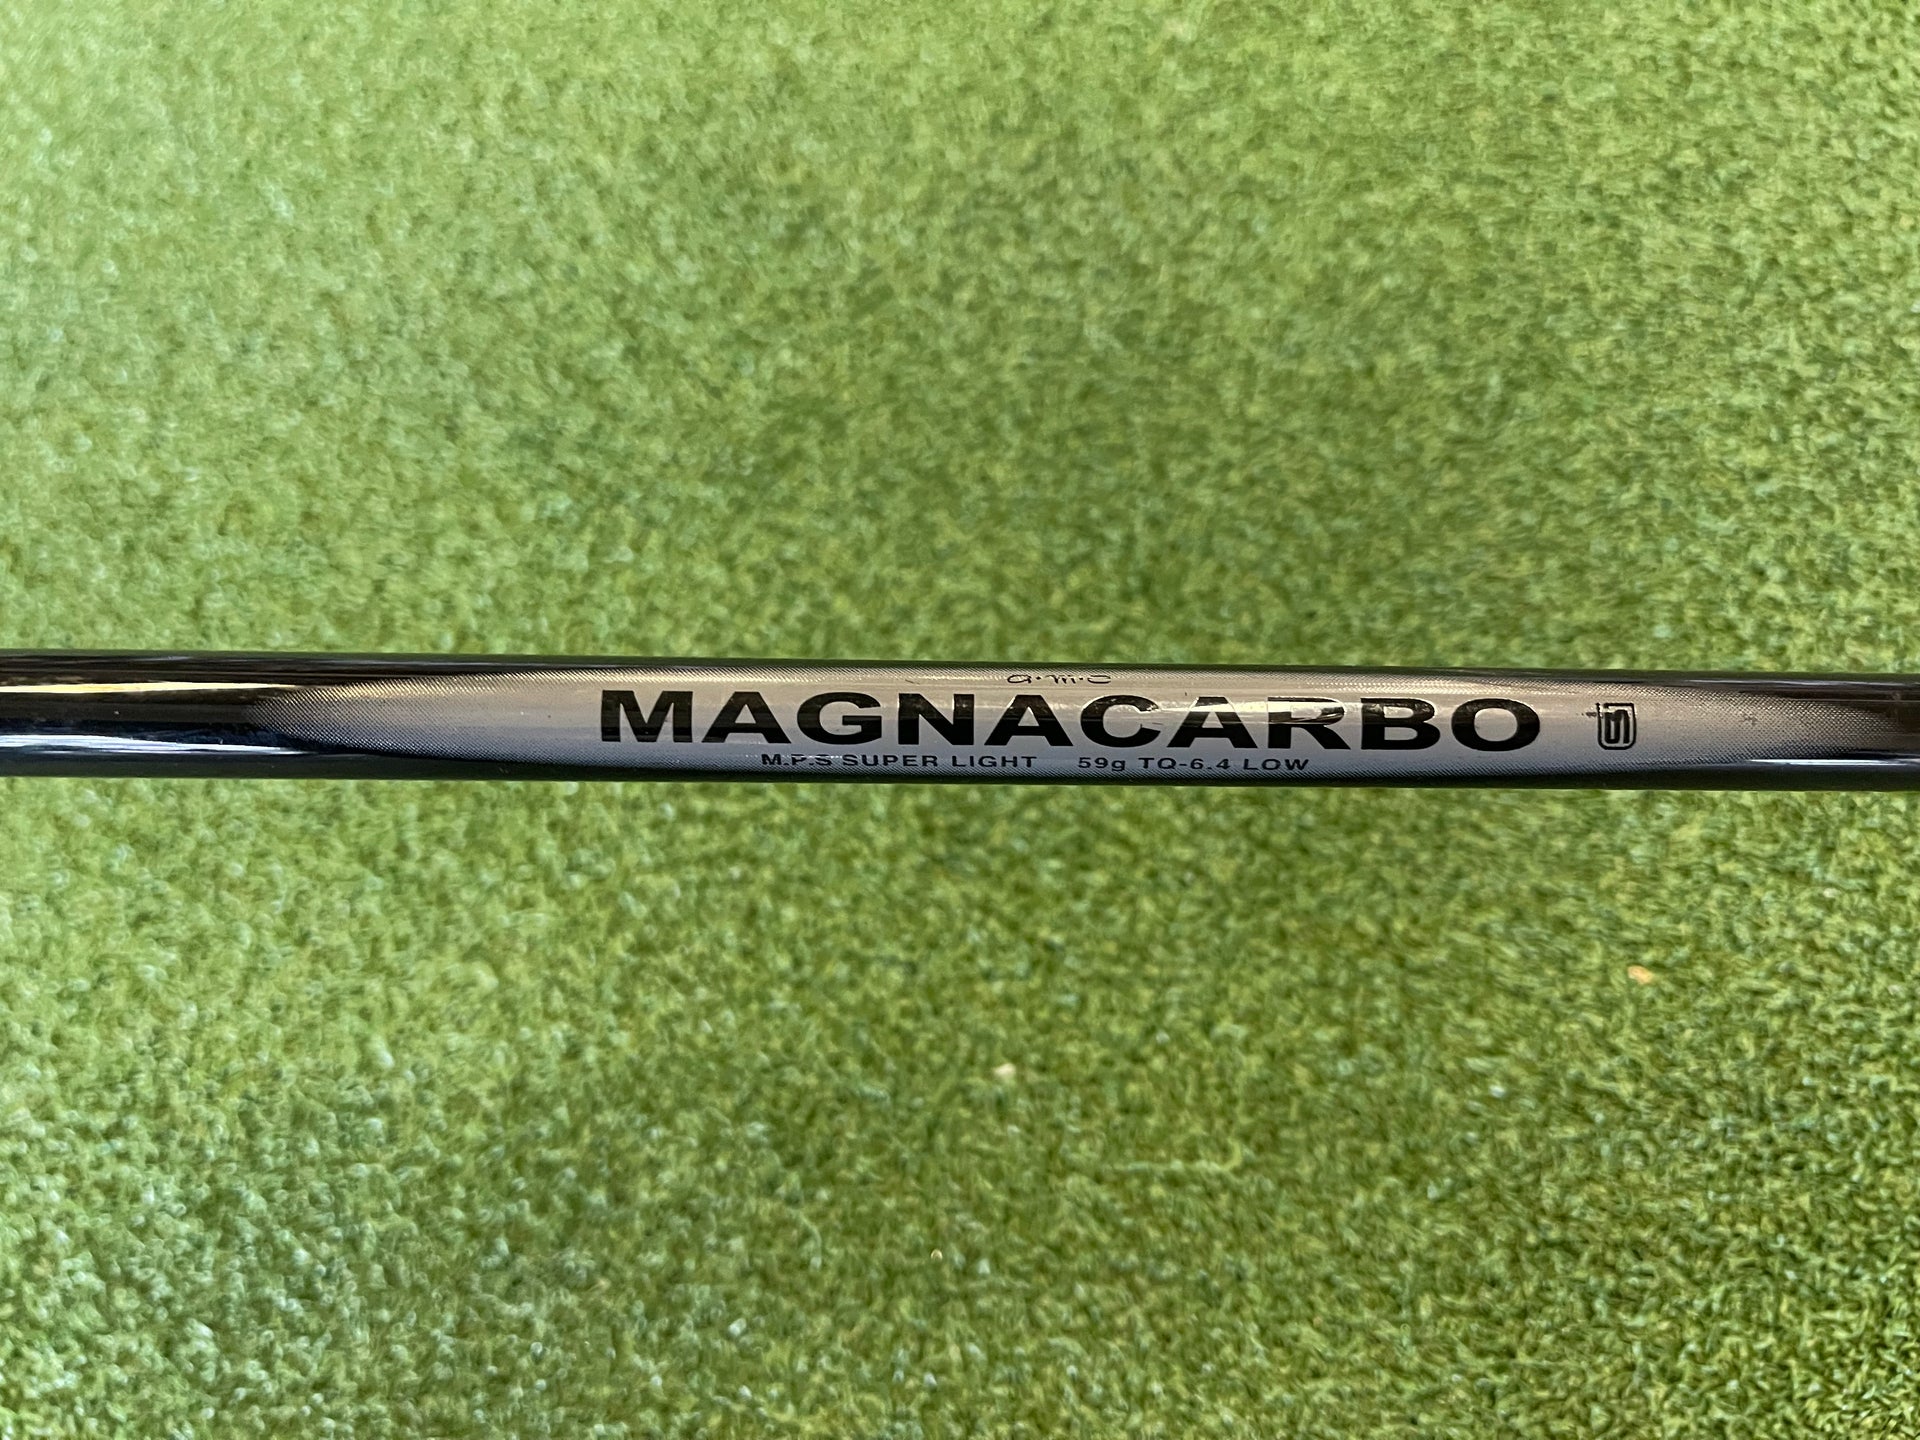 a.m.c
MAGNACARBO
M.P.S SUPER LIGHT 59g TQ-6.4 LOW